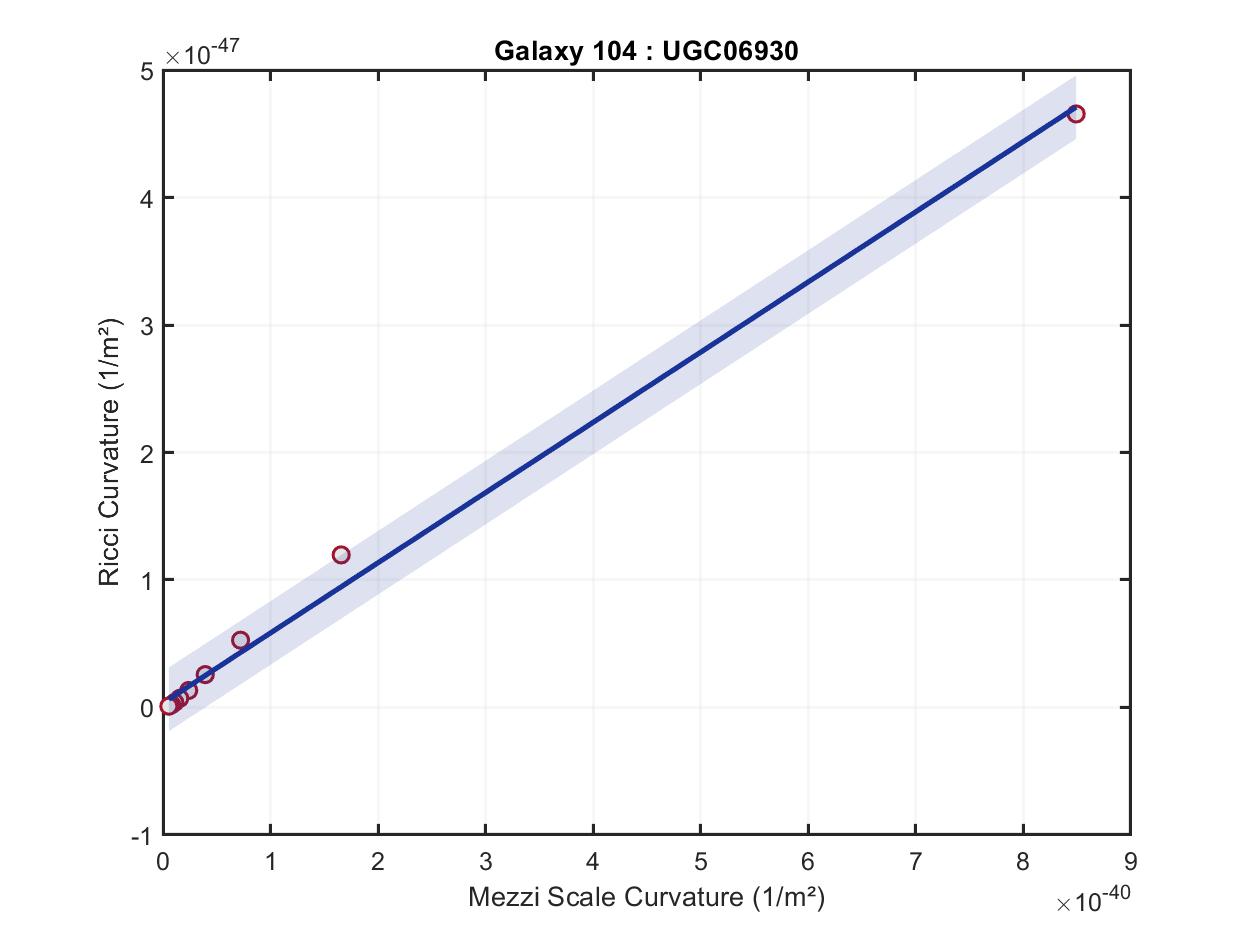 Galaxy 104 : UGC06930
×10^-47
5
4
3
2
1
0
-1
Ricci Curvature (1/m²)
0 1 2 3 4 5 6 7 8 9
Mezzi Scale Curvature (1/m²)
×10^-40